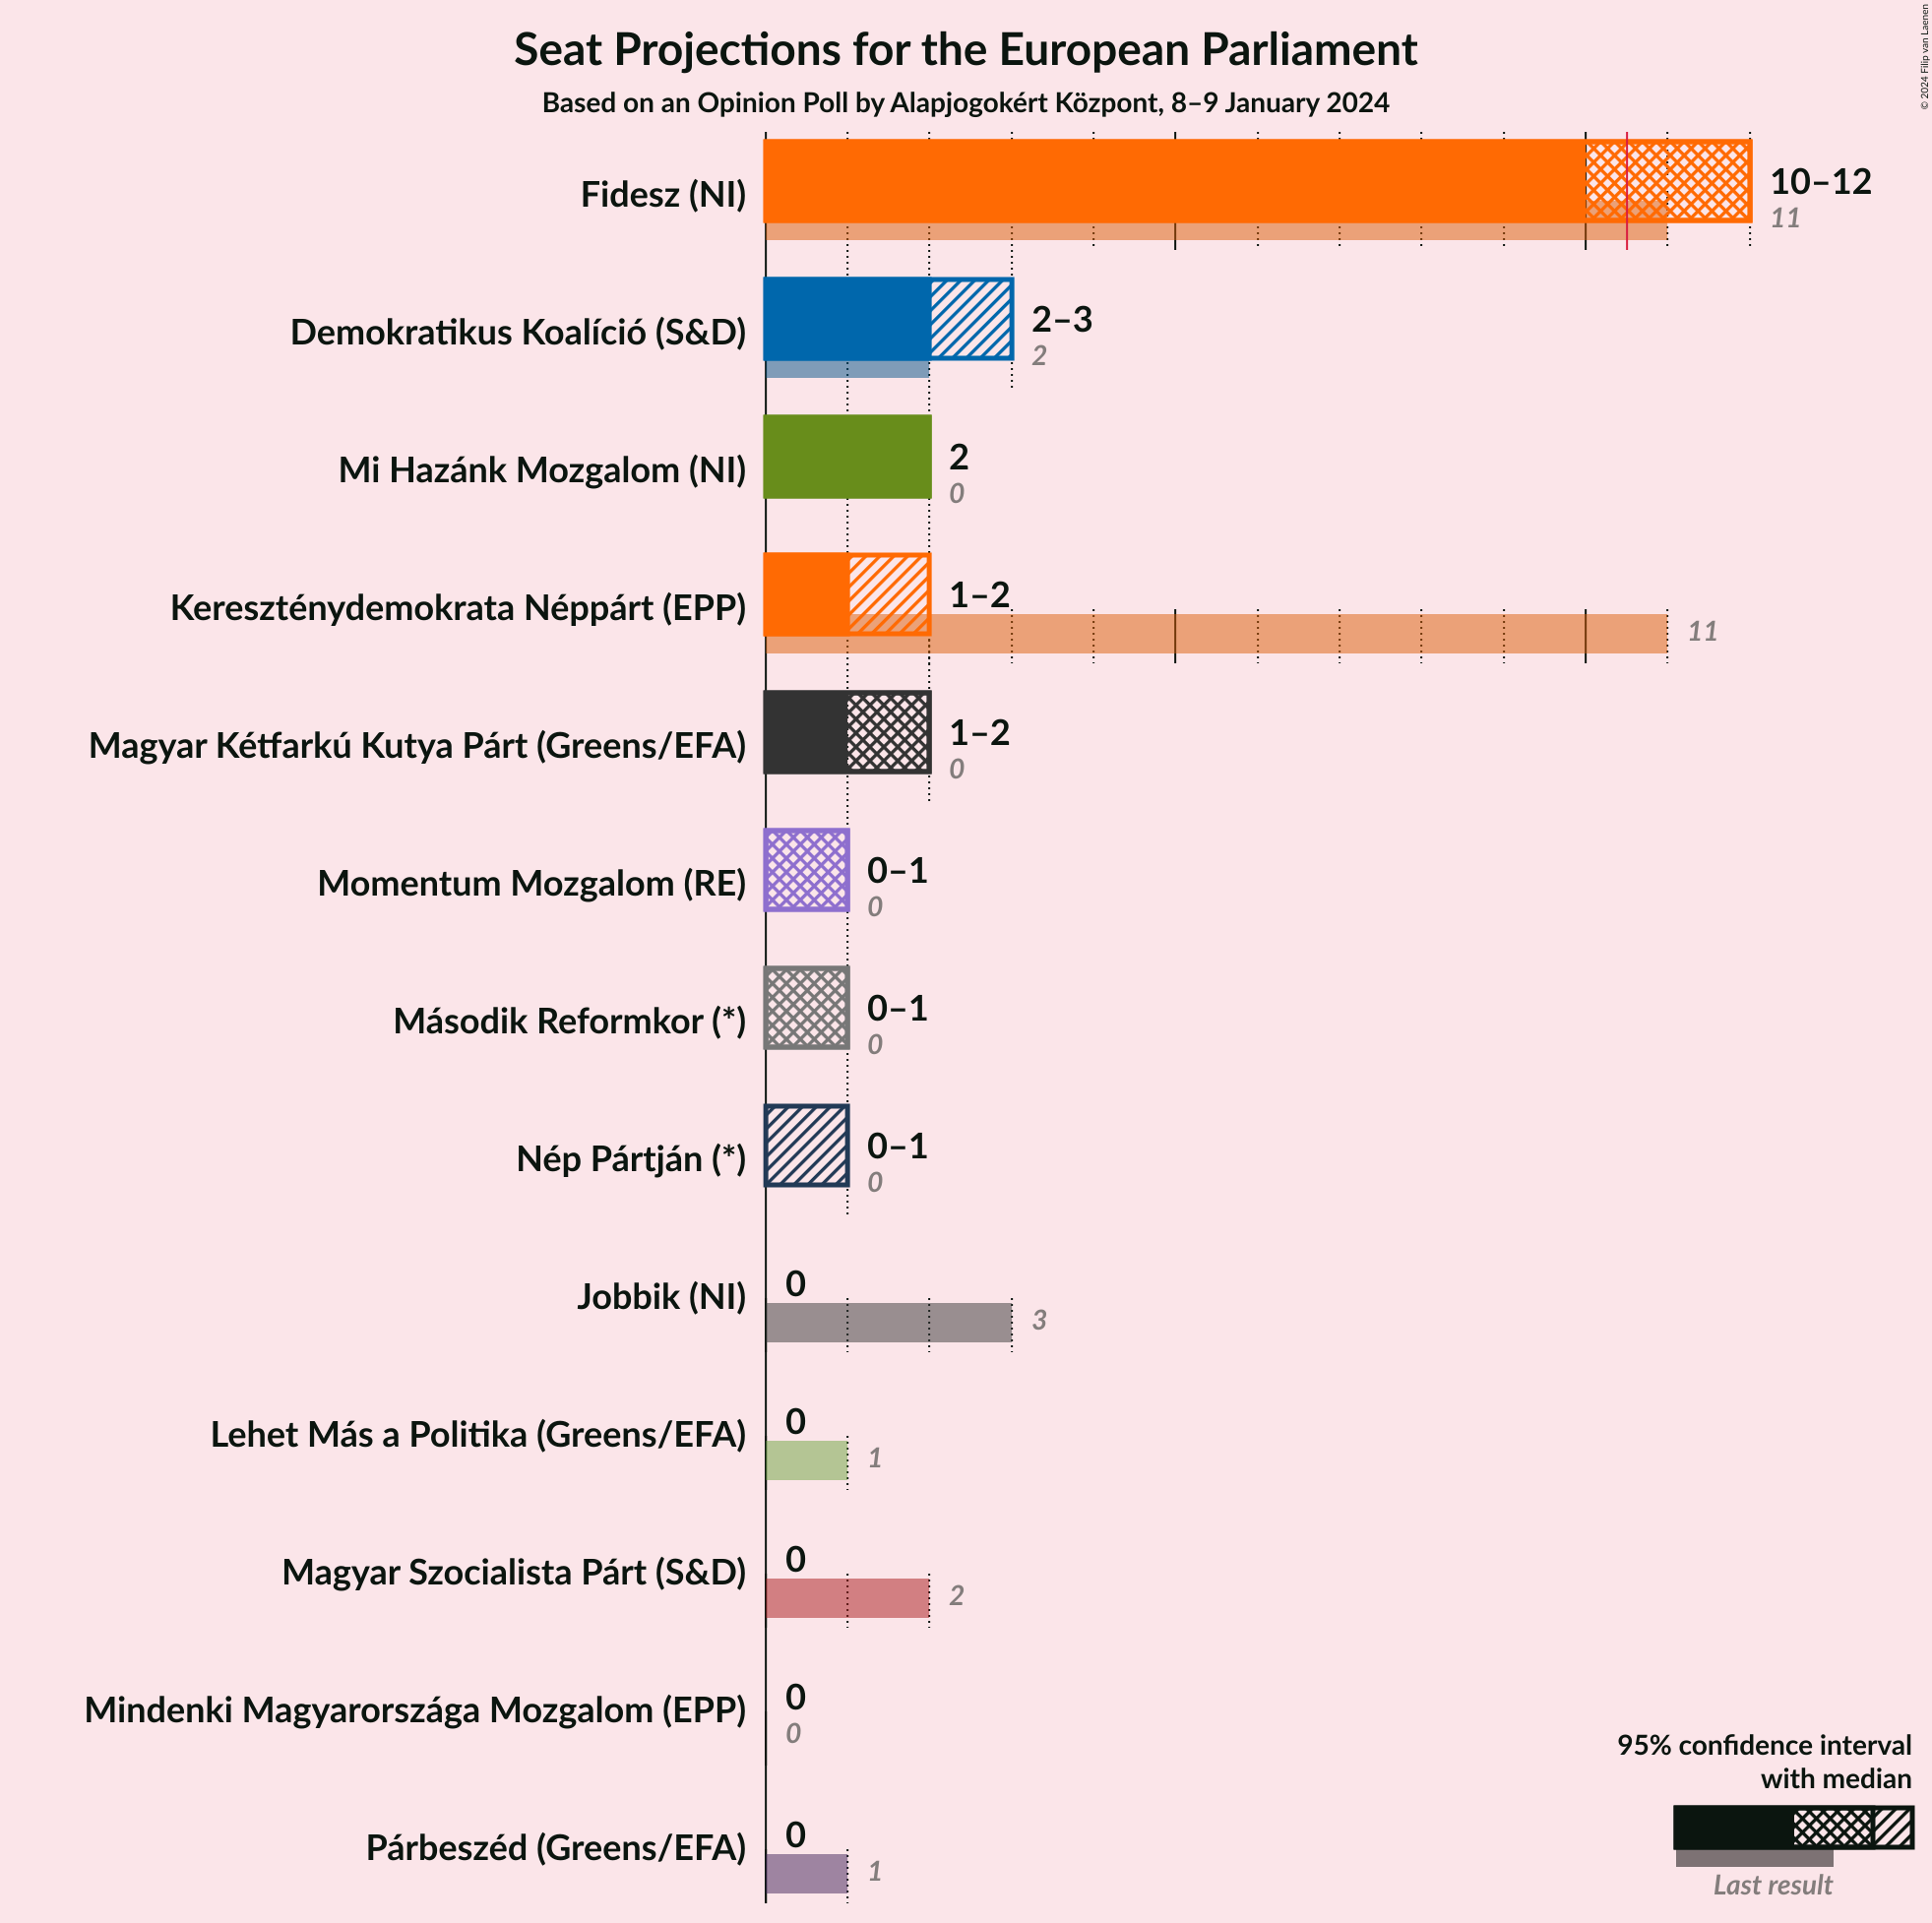 Seat Projections for the European Parliament
Based on an Opinion Poll by Alapjogokért Központ, 8–9 January 2024
© 2024 Filip van Laenen
Fidesz (NI)
10–12
11
Demokratikus Koalíció (S&D)
2–3
2
Mi Hazánk Mozgalom (NI)
2
0
Kereszténydemokrata Néppárt (EPP)
1–2
11
Magyar Kétfarkú Kutya Párt (Greens/EFA)
1–2
0
Momentum Mozgalom (RE)
0–1
0
Második Reformkor (*)
0–1
0
Nép Pártján (*)
0–1
0
Jobbik (NI)
0
3
Lehet Más a Politika (Greens/EFA)
0
1
Magyar Szocialista Párt (S&D)
0
2
Mindenki Magyarországa Mozgalom (EPP)
0
0
Párbeszéd (Greens/EFA)
0
1
95% confidence interval
with median
Last result